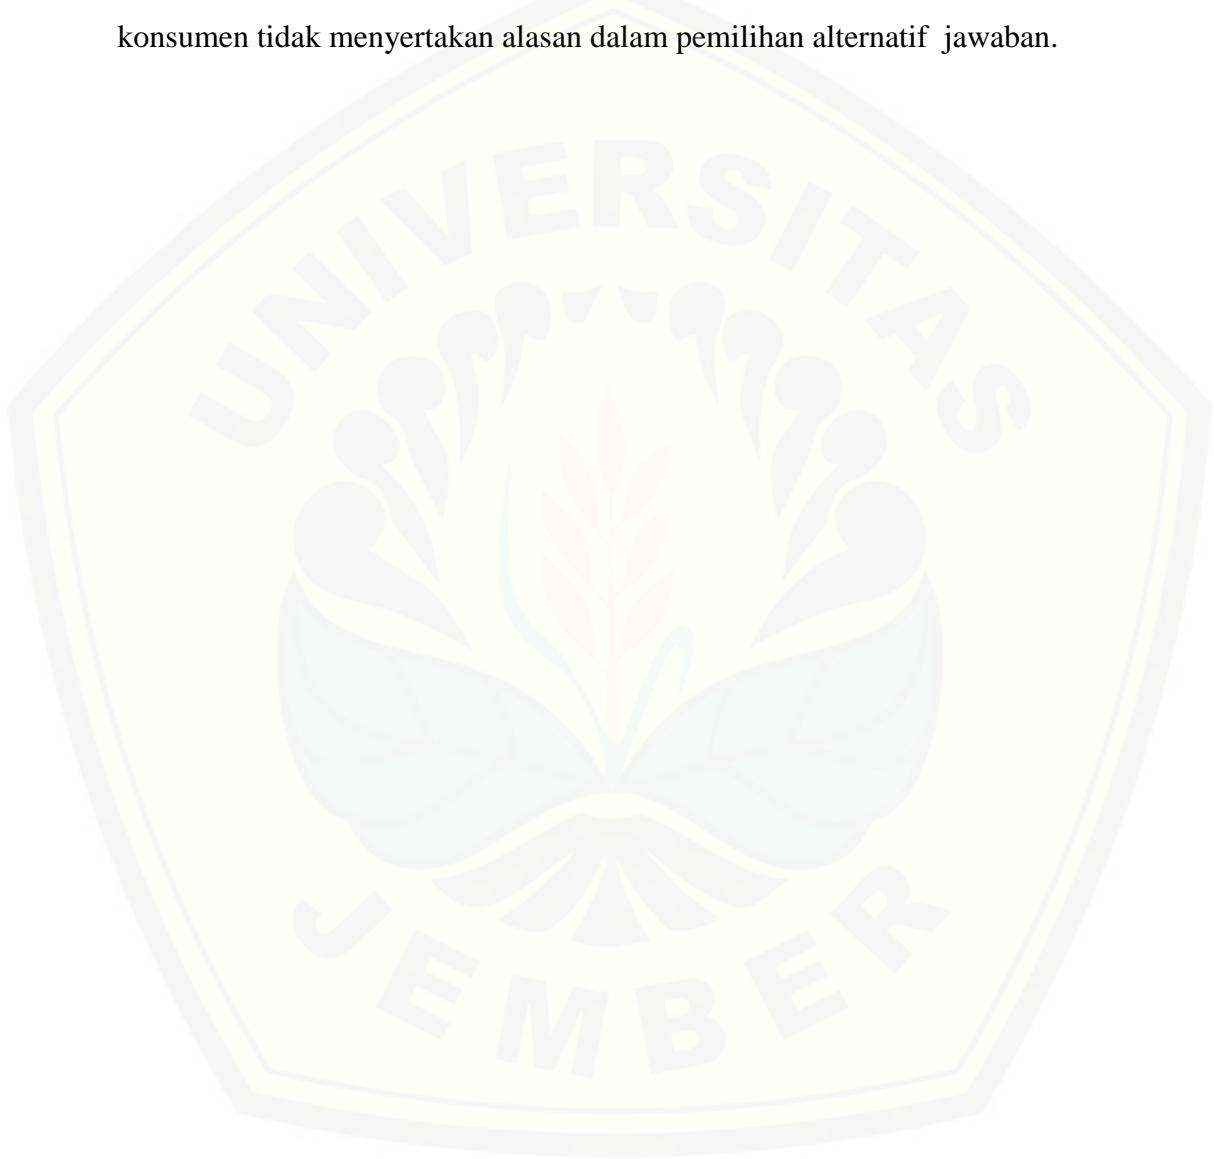 konsumen tidak menyertakan alasan dalam pemilihan alternatif  jawaban.
UNIVERSITAS
JEMBER